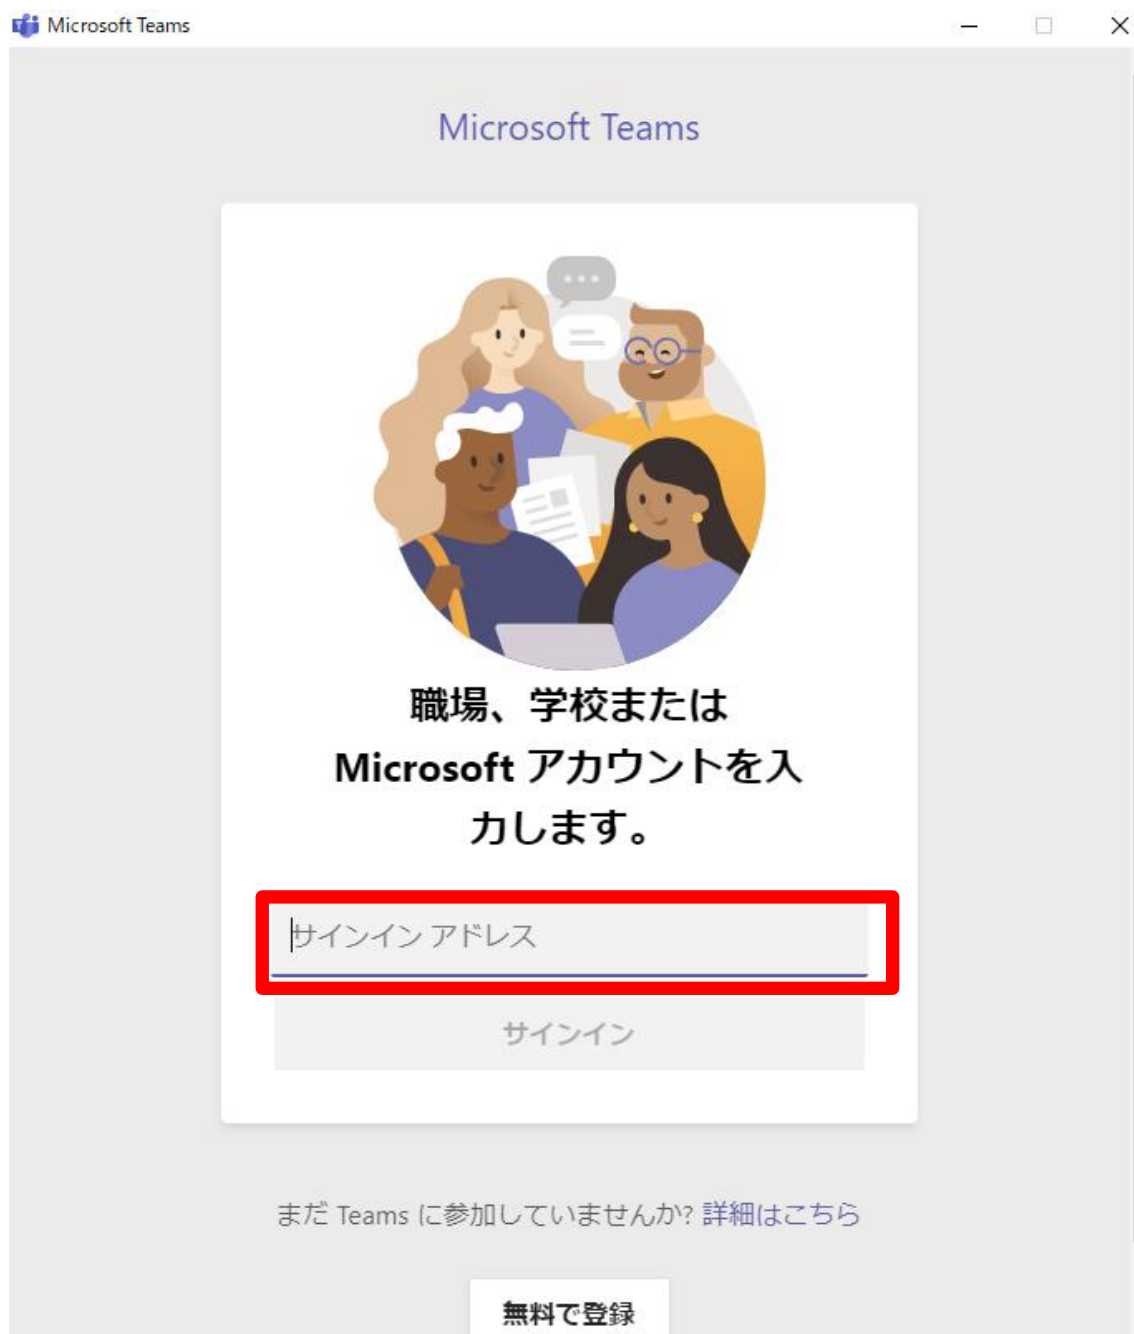 Microsoft Teams
Microsoft Teams
職場、学校または
Microsoft アカウントを入
力します。
サインイン アドレス
サインイン
まだ Teams に参加していませんか? 詳細はこちら
無料で登録